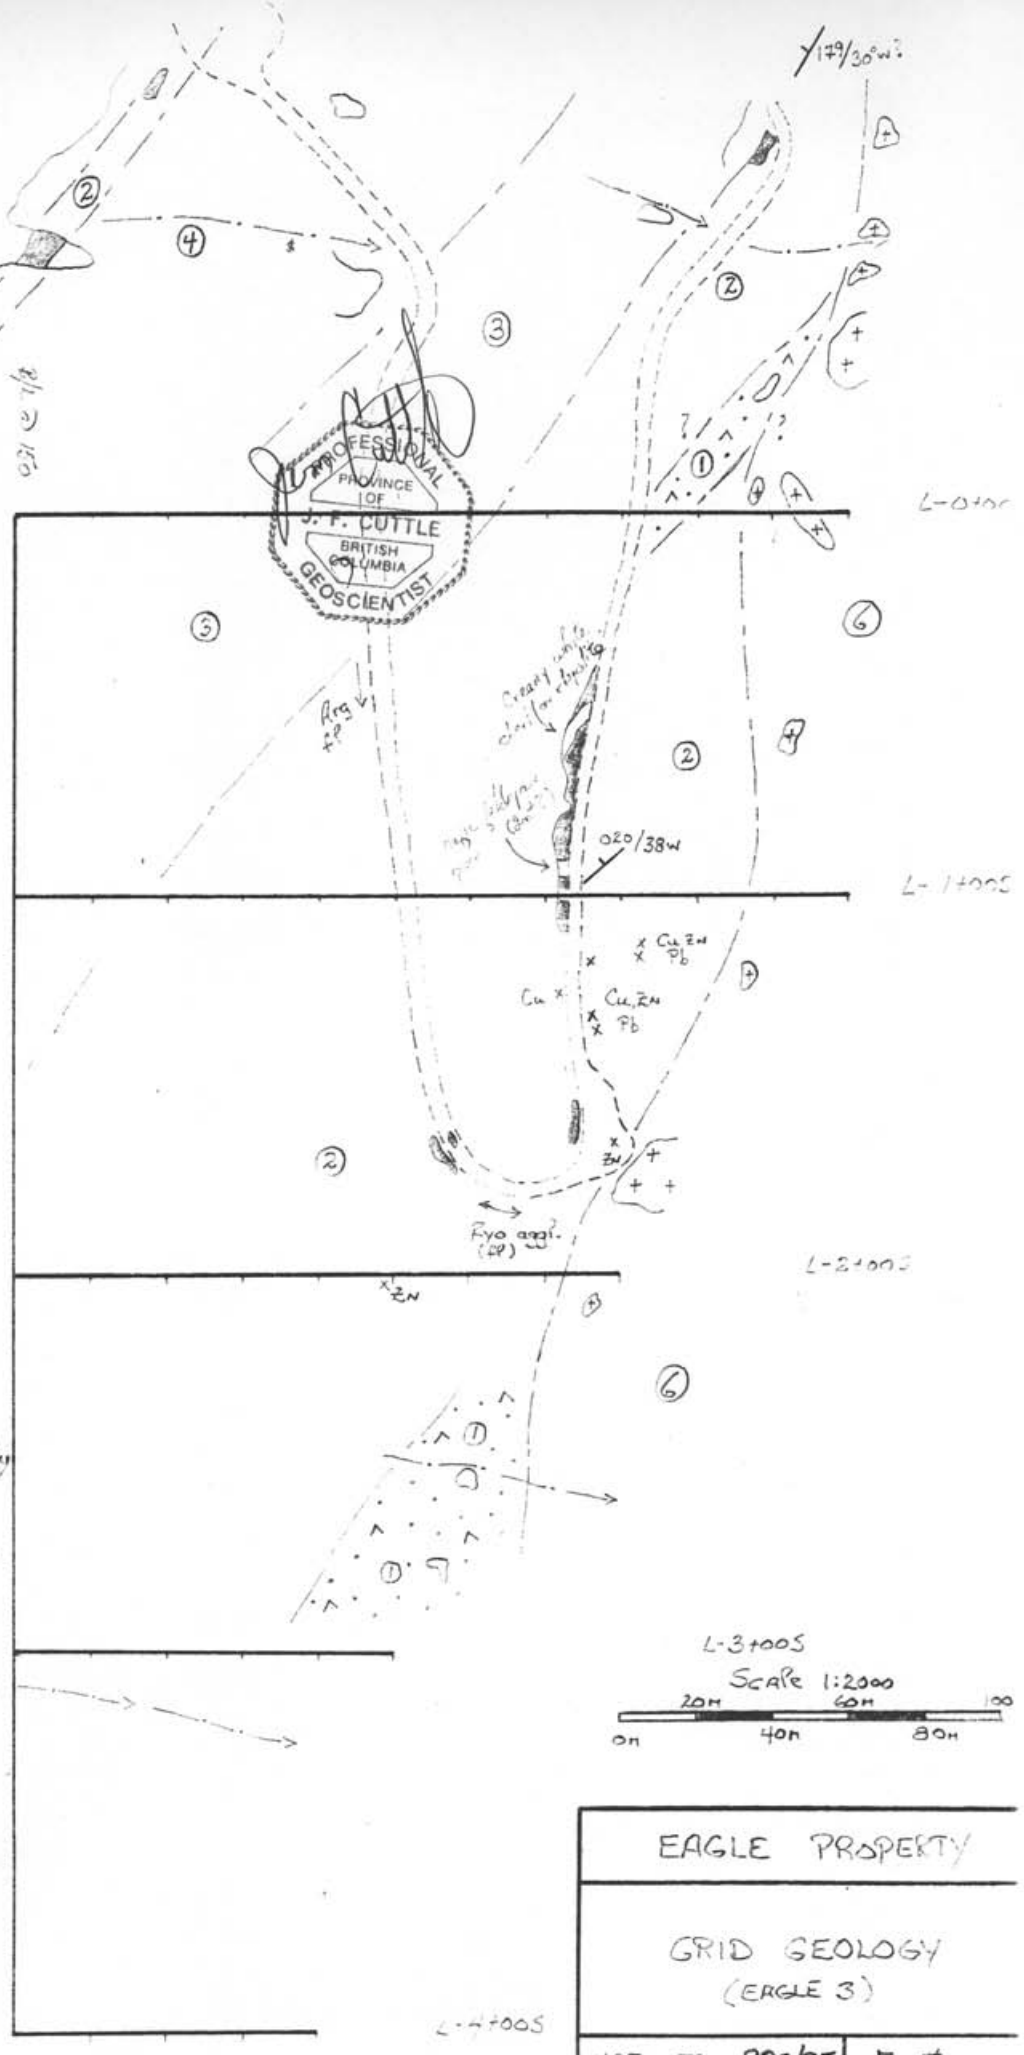 179/30°W?
2
4
2
3
PROFESSIONAL
PROVINCE
OF
J. F. CUTTLE
BRITISH
COLUMBIA
GEOSCIENTIST
? ?
1
L-0+00
3
6
Arg
fl?
2
020/38W
L-1+00S
Cu ZN
Pb
Cu
Cu, ZN
Pb
ZN
2
Ryo aggl.
(fl)
L-2+00S
ZN
6
1
1
L-3+00S
SCALE 1:2000
20M 60M 100
0M 40M 80M
EAGLE PROPERTY
GRID GEOLOGY
(EAGLE 3)
L-4+00S